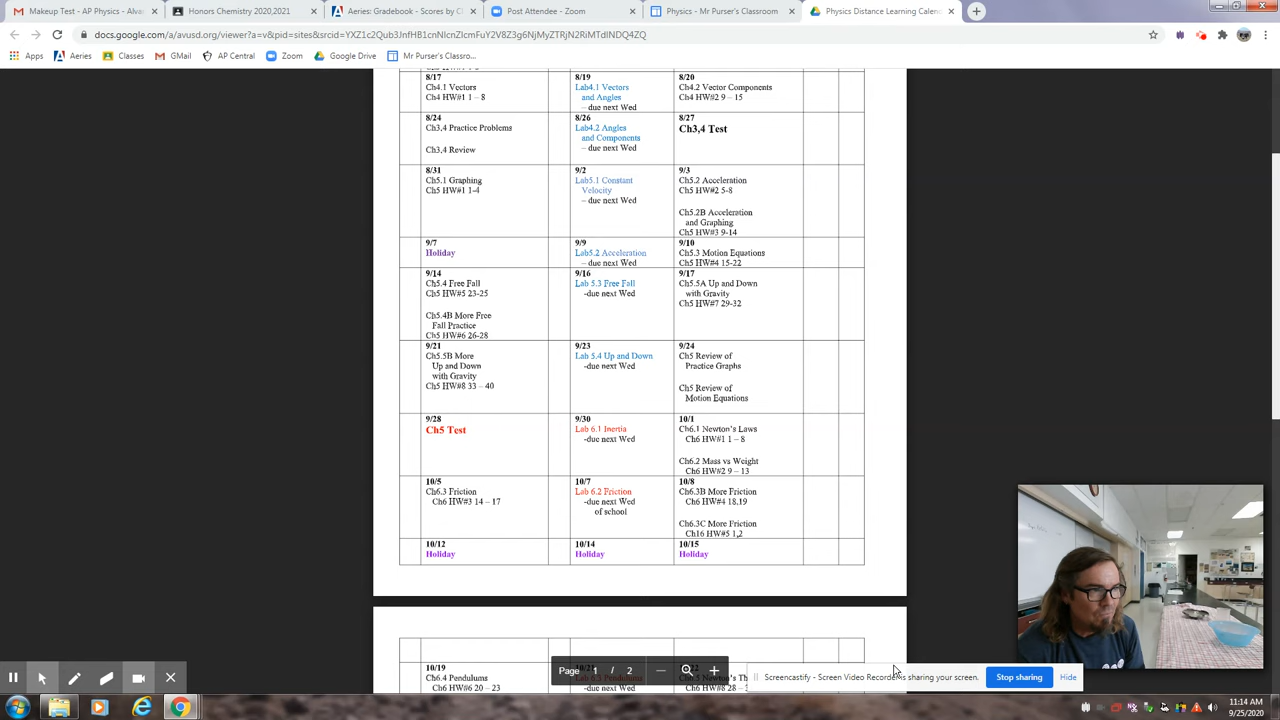 Makeup Test - AP Physics - Alvar
Honors Chemistry 2020,2021
Aeries: Gradebook - Scores by Cl
Post Attendee - Zoom
Physics - Mr Purser's Classroom
Physics Distance Learning Calen
docs.google.com/a/avusd.org/viewer?a=v&pid=sites&srcid=YXZ1c2Qub3JnfHB1cnNlcnZlcmFuY2V8Z3g6NjMyZTRjN2RiMTdlNDQ4ZQ
Apps
Aeries
Classes
GMail
AP Central
Zoom
Google Drive
Mr Purser's Classro...
8/17
Ch4.1 Vectors
Ch4 HW#1 1 – 8
8/19
Lab4.1 Vectors
and Angles
– due next Wed
8/20
Ch4.2 Vector Components
Ch4 HW#2 9 – 15
8/24
Ch3,4 Practice Problems
Ch3,4 Review
8/26
Lab4.2 Angles
and Components
– due next Wed
8/27
Ch3,4 Test
8/31
Ch5.1 Graphing
Ch5 HW#1 1-4
9/2
Lab5.1 Constant
Velocity
– due next Wed
9/3
Ch5.2 Acceleration
Ch5 HW#2 5-8
Ch5.2B Acceleration
and Graphing
Ch5 HW#3 9-14
9/7
Holiday
9/9
Lab5.2 Acceleration
– due next Wed
9/10
Ch5.3 Motion Equations
Ch5 HW#4 15-22
9/14
Ch5.4 Free Fall
Ch5 HW#5 23-25
Ch5.4B More Free
Fall Practice
Ch5 HW#6 26-28
9/16
Lab 5.3 Free Fall
-due next Wed
9/17
Ch5.5A Up and Down
with Gravity
Ch5 HW#7 29-32
9/21
Ch5.5B More
Up and Down
with Gravity
Ch5 HW#8 33 – 40
9/23
Lab 5.4 Up and Down
-due next Wed
9/24
Ch5 Review of
Practice Graphs
Ch5 Review of
Motion Equations
9/28
Ch5 Test
9/30
Lab 6.1 Inertia
-due next Wed
10/1
Ch6.1 Newton's Laws
Ch6 HW#1 1 – 8
Ch6.2 Mass vs Weight
Ch6 HW#2 9 – 13
10/5
Ch6.3 Friction
Ch6 HW#3 14 – 17
10/7
Lab 6.2 Friction
-due next Wed
of school
10/8
Ch6.3B More Friction
Ch6 HW#4 18,19
Ch6.3C More Friction
Ch16 HW#5 1,2
10/12
Holiday
10/14
Holiday
10/15
Holiday
10/19
Ch6.4 Pendulums
Ch6 HW#6 20 – 23
Page 1 / 2
Screencastify - Screen Video Recorder is sharing your screen.
Stop sharing
Hide
11:14 AM
9/25/2020